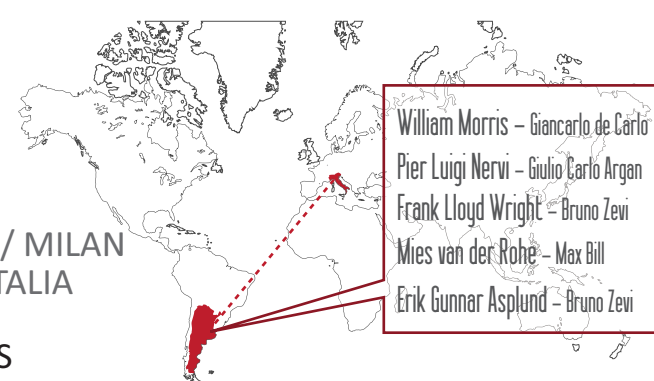 William Morris – Giancarlo de Carlo
Pier Luigi Nervi – Giulio Carlo Argan
Frank Lloyd Wright – Bruno Zevi
Mies van der Rohe – Max Bill
Erik Gunnar Asplund – Bruno Zevi
/ MILAN
TALIA
S